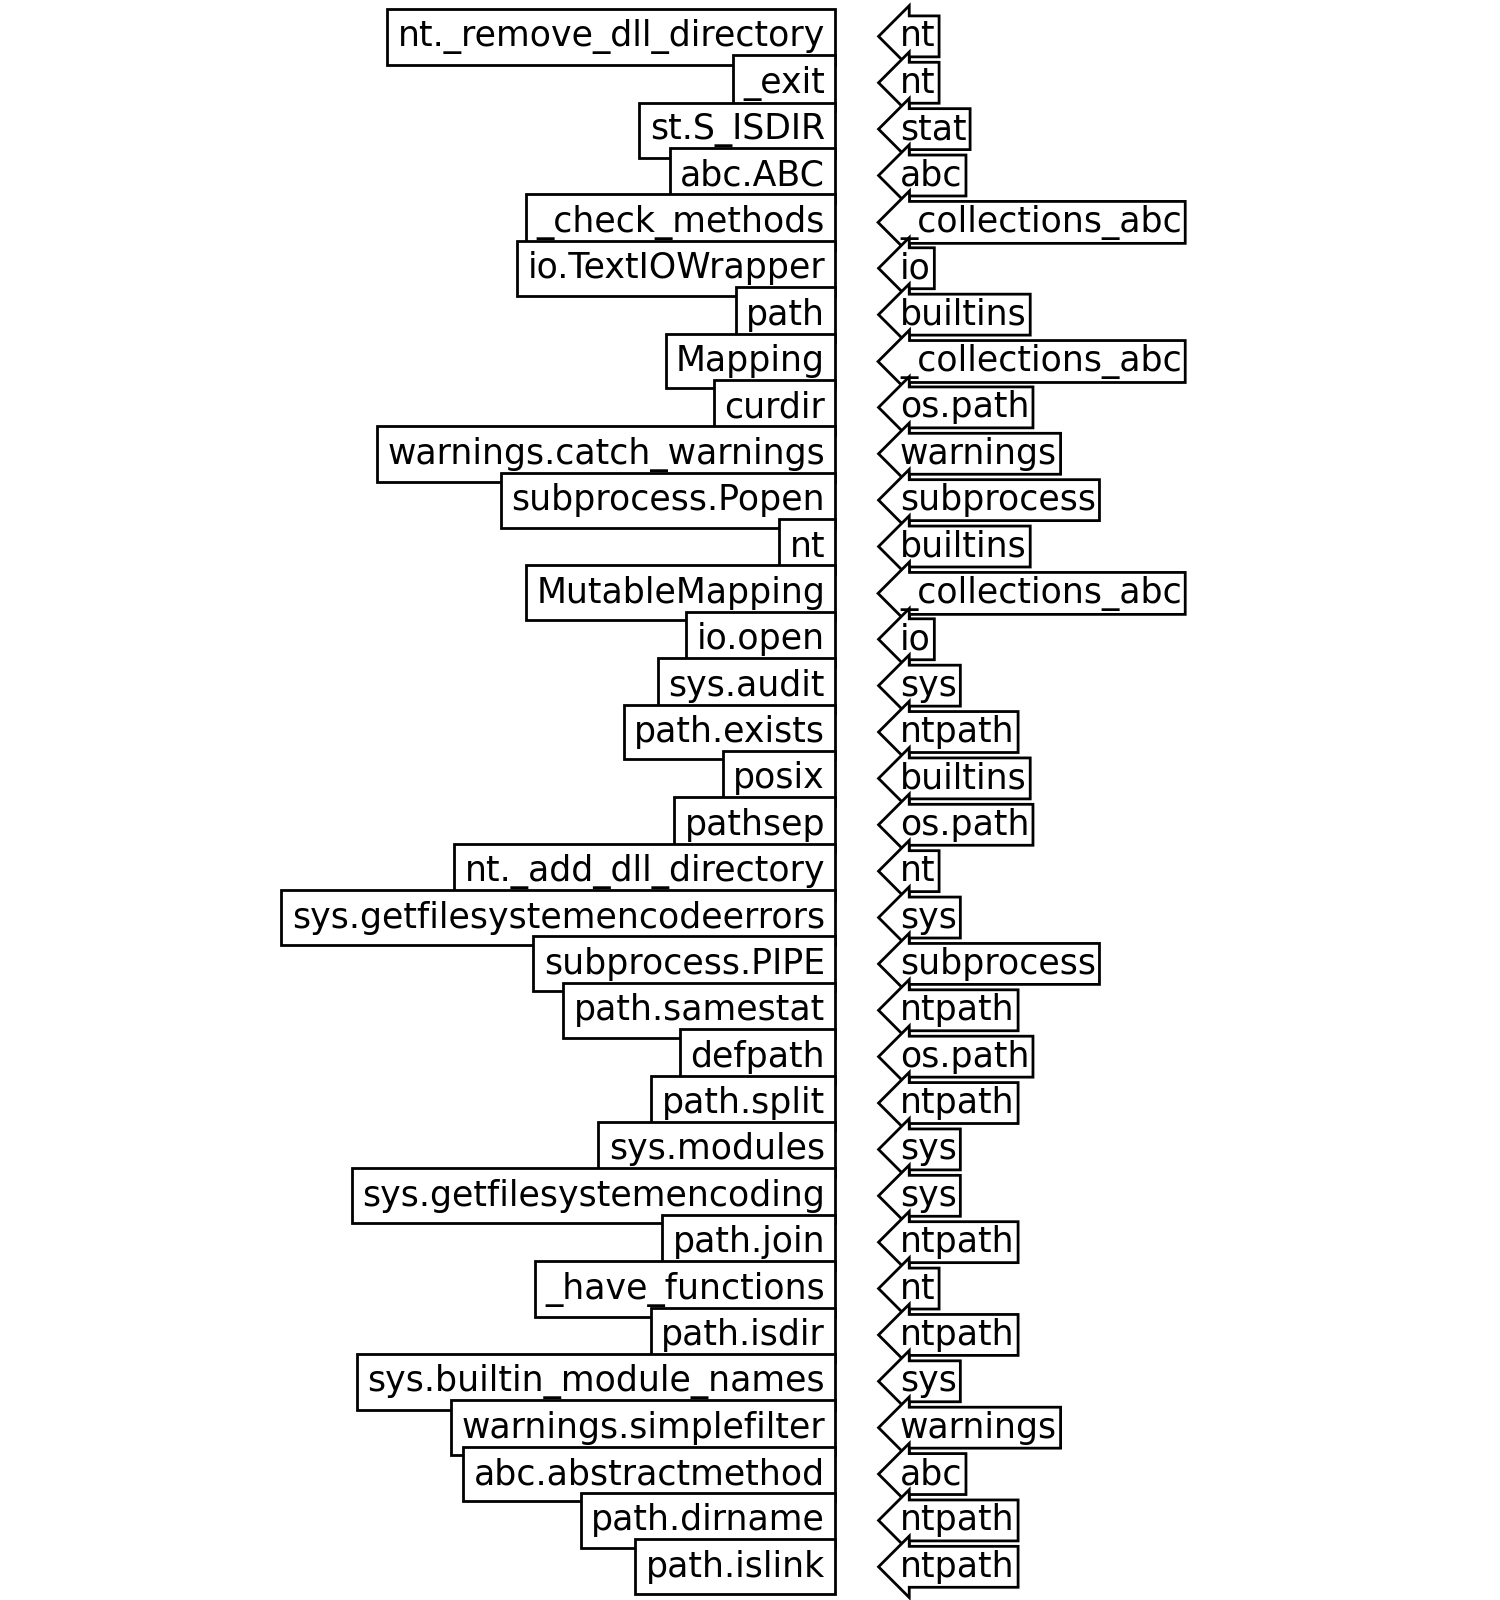 nt._remove_dll_directory nt
_exit nt
st.S_ISDIR stat
abc.ABC abc
_check_methods _collections_abc
io.TextIOWrapper io
path builtins
Mapping _collections_abc
curdir os.path
warnings.catch_warnings warnings
subprocess.Popen subprocess
nt builtins
MutableMapping _collections_abc
io.open io
sys.audit sys
path.exists ntpath
posix builtins
pathsep os.path
nt._add_dll_directory nt
sys.getfilesystemencodeerrors sys
subprocess.PIPE subprocess
path.samestat ntpath
defpath os.path
path.split ntpath
sys.modules sys
sys.getfilesystemencoding sys
path.join ntpath
_have_functions nt
path.isdir ntpath
sys.builtin_module_names sys
warnings.simplefilter warnings
abc.abstractmethod abc
path.dirname ntpath
path.islink ntpath